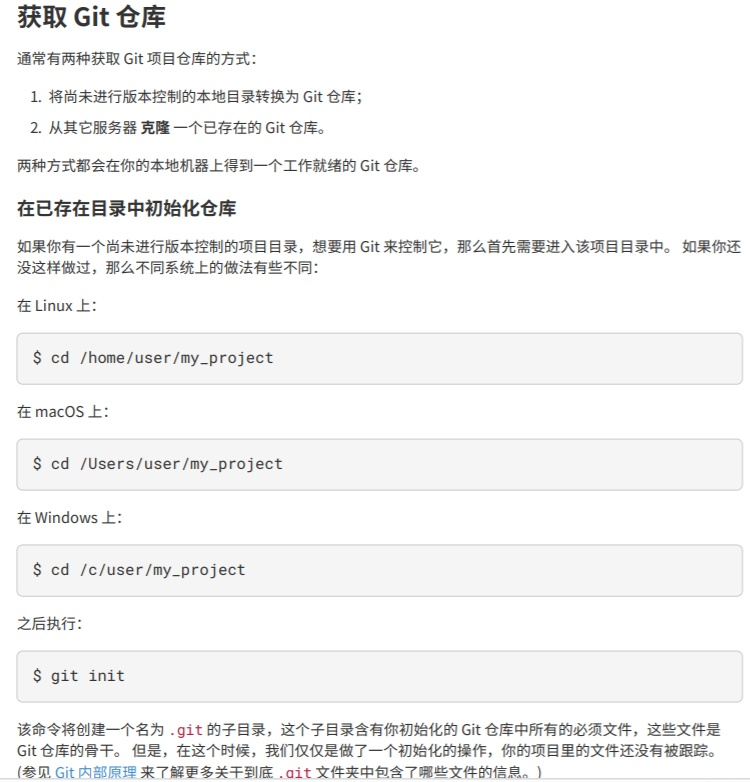 获取 Git 仓库
通常有两种获取 Git 项目仓库的方式：
1. 将尚未进行版本控制的本地目录转换为 Git 仓库；
2. 从其它服务器 克隆 一个已存在的 Git 仓库。
两种方式都会在你的本地机器上得到一个工作就绪的 Git 仓库。
在已存在目录中初始化仓库
如果你有一个尚未进行版本控制的项目目录，想要用 Git 来控制它，那么首先需要进入该项目目录中。 如果你还
没这样做过，那么不同系统上的做法有些不同：
在 Linux 上：
$ cd /home/user/my_project
在 macOS 上：
$ cd /Users/user/my_project
在 Windows 上：
$ cd /c/user/my_project
之后执行：
$ git init
该命令将创建一个名为 .git 的子目录，这个子目录含有你初始化的 Git 仓库中所有的必须文件，这些文件是
Git 仓库的骨干。 但是，在这个时候，我们仅仅是做了一个初始化的操作，你的项目里的文件还没有被跟踪。
(参见 Git 内部原理 来了解更多关于到底 .git 文件夹中包含了哪些文件的信息。)